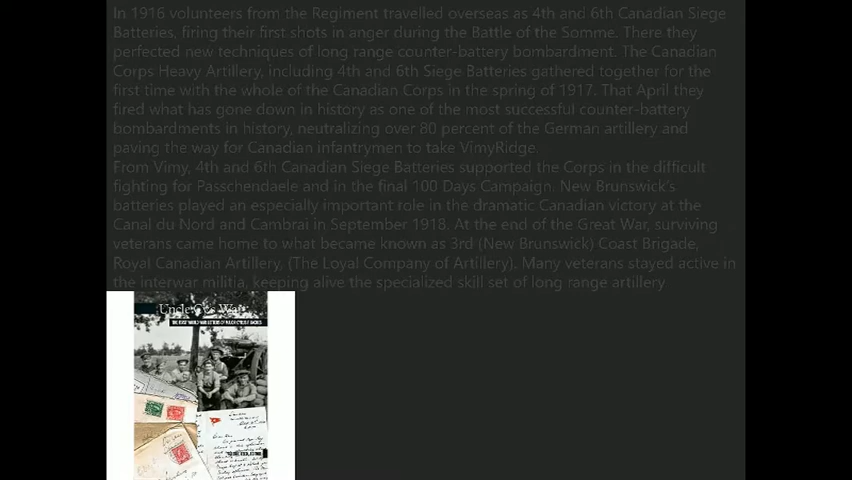 In 1916 volunteers from the Regiment travelled overseas as 4th and 6th Canadian Siege
Batteries, firing their first shots in anger during the Battle of the Somme. There they
perfected new techniques of long range counter-battery bombardment. The Canadian
Corps Heavy Artillery, including 4th and 6th Siege Batteries gathered together for the
first time with the whole of the Canadian Corps in the spring of 1917. That April they
fired what has gone down in history as one of the most successful counter-battery
bombardments in history, neutralizing over 80 percent of the German artillery and
paving the way for Canadian infantrymen to take VimyRidge.
From Vimy, 4th and 6th Canadian Siege Batteries supported the Corps in the difficult
fighting for Passchendaele and in the final 100 Days Campaign. New Brunswick's
batteries played an especially important role in the dramatic Canadian victory at the
Canal du Nord and Cambrai in September 1918. At the end of the Great War, surviving
veterans came home to what became known as 3rd (New Brunswick) Coast Brigade,
Royal Canadian Artillery, (The Loyal Company of Artillery). Many veterans stayed active in
the interwar militia, keeping alive the specialized skill set of long range artillery
Uncle Cy's War
THE FIRST WORLD WAR LETTERS OF MAJOR CYRUS F. INCHES